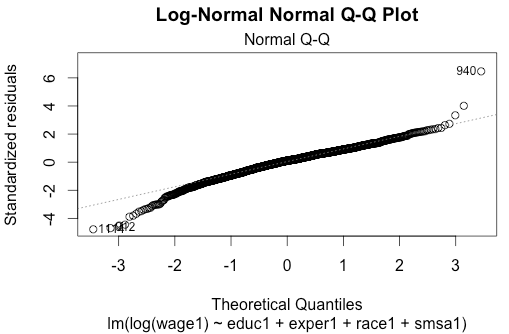 Log-Normal Normal Q-Q Plot
Normal Q-Q
Standardized residuals
6
4
2
0
-2
-4
940
-3
-2
-1
0
1
2
3
Theoretical Quantiles
lm(log(wage1) ~ educ1 + exper1 + race1 + smsa1)